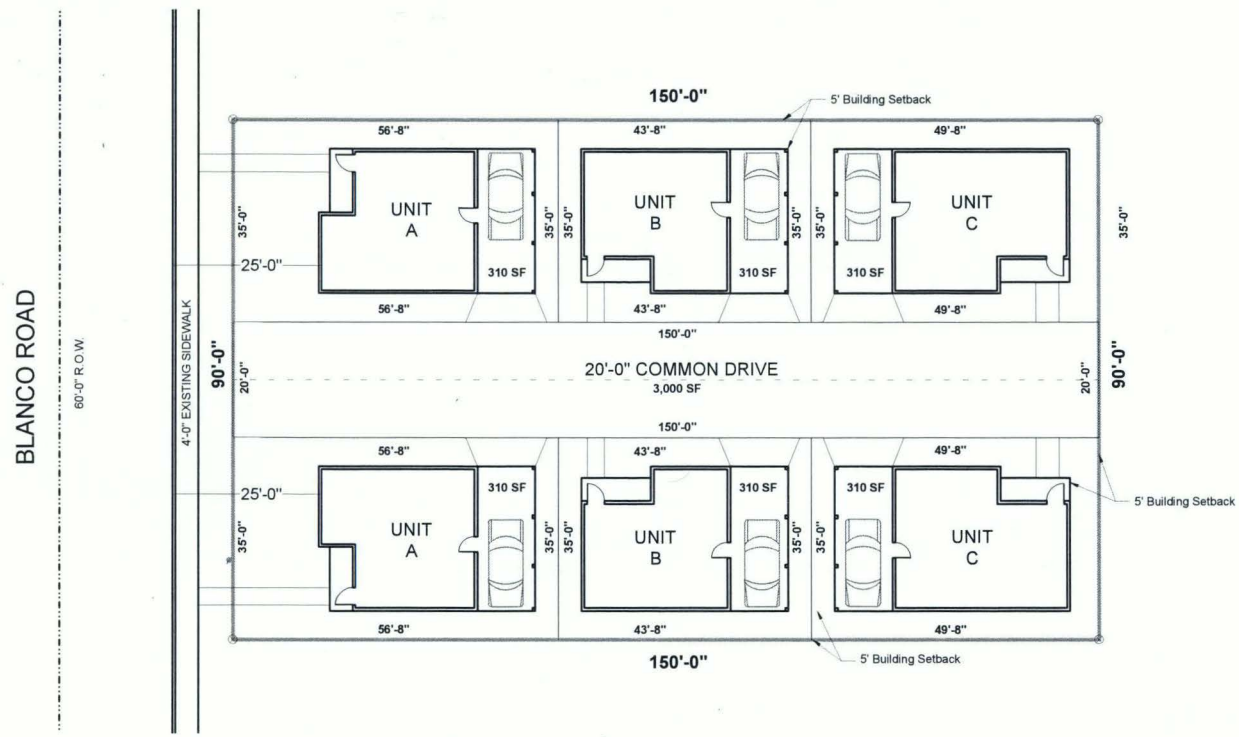 BLANCO ROAD
60'-0" R.O.W.
4'-0" EXISTING SIDEWALK
150'-0"
5' Building Setback
56'-8"
43'-8"
49'-8"
UNIT
A
UNIT
B
UNIT
C
35'-0"
35'-0"
35'-0"
35'-0"
35'-0"
35'-0"
25'-0"
310 SF
310 SF
310 SF
56'-8"
43'-8"
49'-8"
150'-0"
90'-0"
20'-0"
20'-0" COMMON DRIVE
3,000 SF
20'-0"
90'-0"
150'-0"
56'-8"
43'-8"
49'-8"
25'-0"
310 SF
310 SF
310 SF
5' Building Setback
35'-0"
UNIT
A
35'-0"
35'-0"
UNIT
B
35'-0"
35'-0"
UNIT
C
56'-8"
43'-8"
49'-8"
150'-0"
5' Building Setback